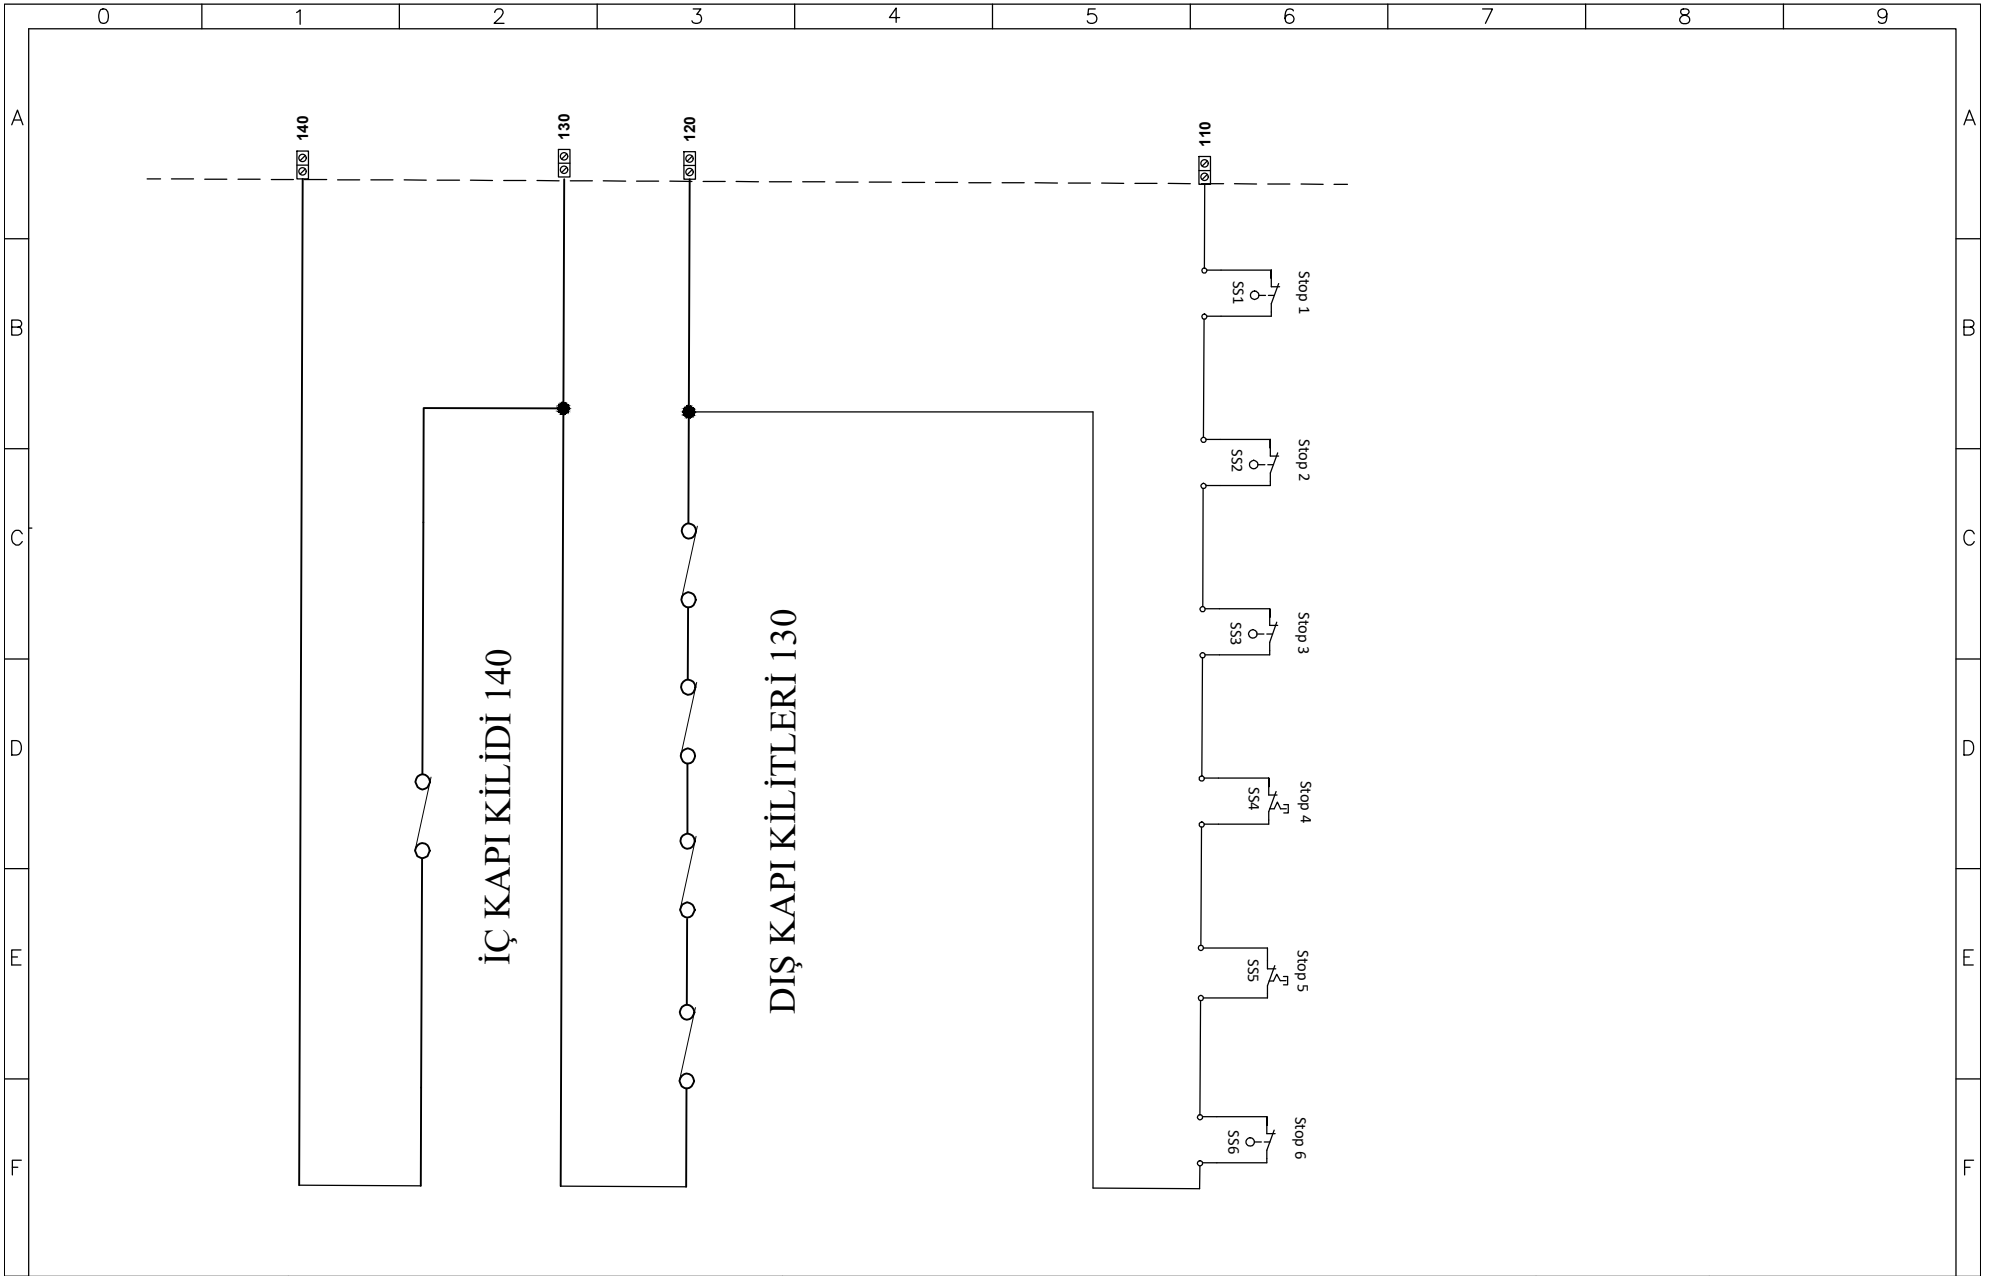 0 1 2 3 4 5 6 7 8 9
A A
140 130 120 110
B B
Stop 1
SS1
Stop 2
SS2
C C
Stop 3
SS3
İÇ KAPI KİLİDİ 140
DIŞ KAPI KİLİTLERİ 130
D D
Stop 4
SS4
E E
Stop 5
SS5
Stop 6
SS6
F F